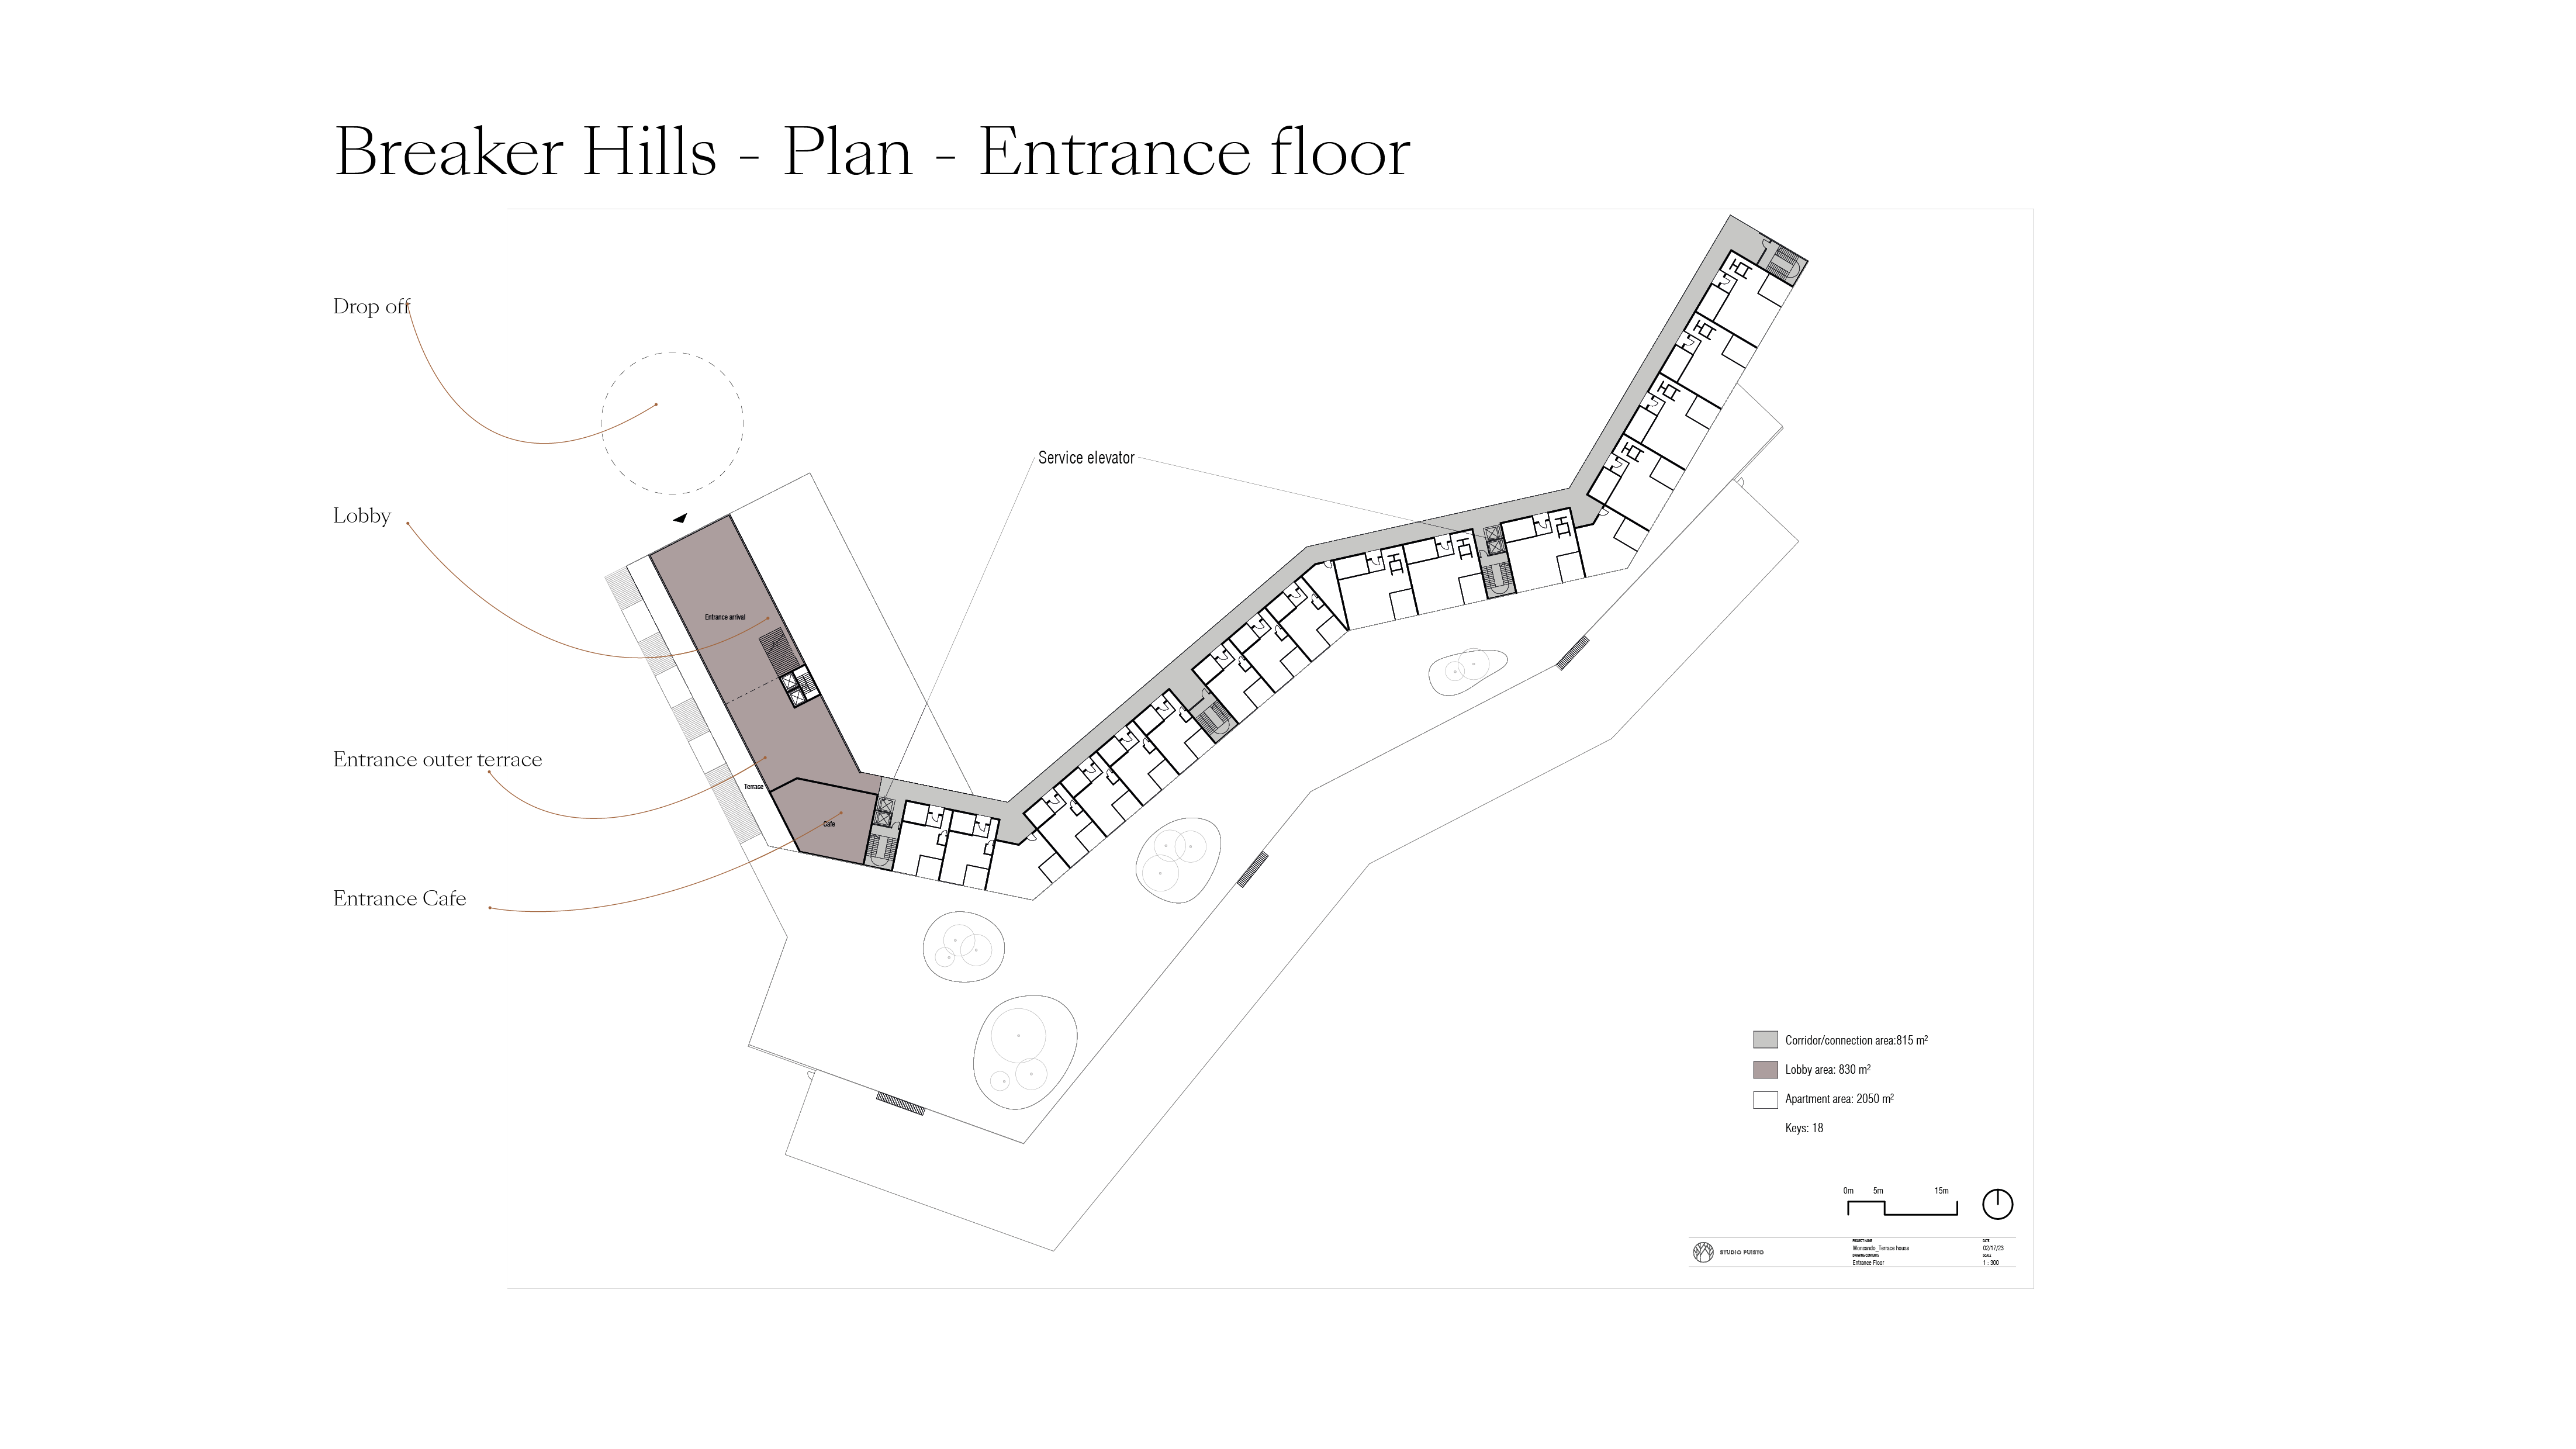 Breaker Hills - Plan - Entrance floor
Drop off
Service elevator
Lobby
Entrance arrival
Entrance outer terrace
Terrace
Cafe
Entrance Cafe
Corridor/connection area:815 m²
Lobby area: 830 m²
Apartment area: 2050 m²
Keys: 18
0m 5m 15m
STUDIO PUISTO
PROJECT NAME
Wonsando_Terrace house
DRAWING CONTENTS
Entrance Floor
DATE
02/17/23
SCALE
1 : 300